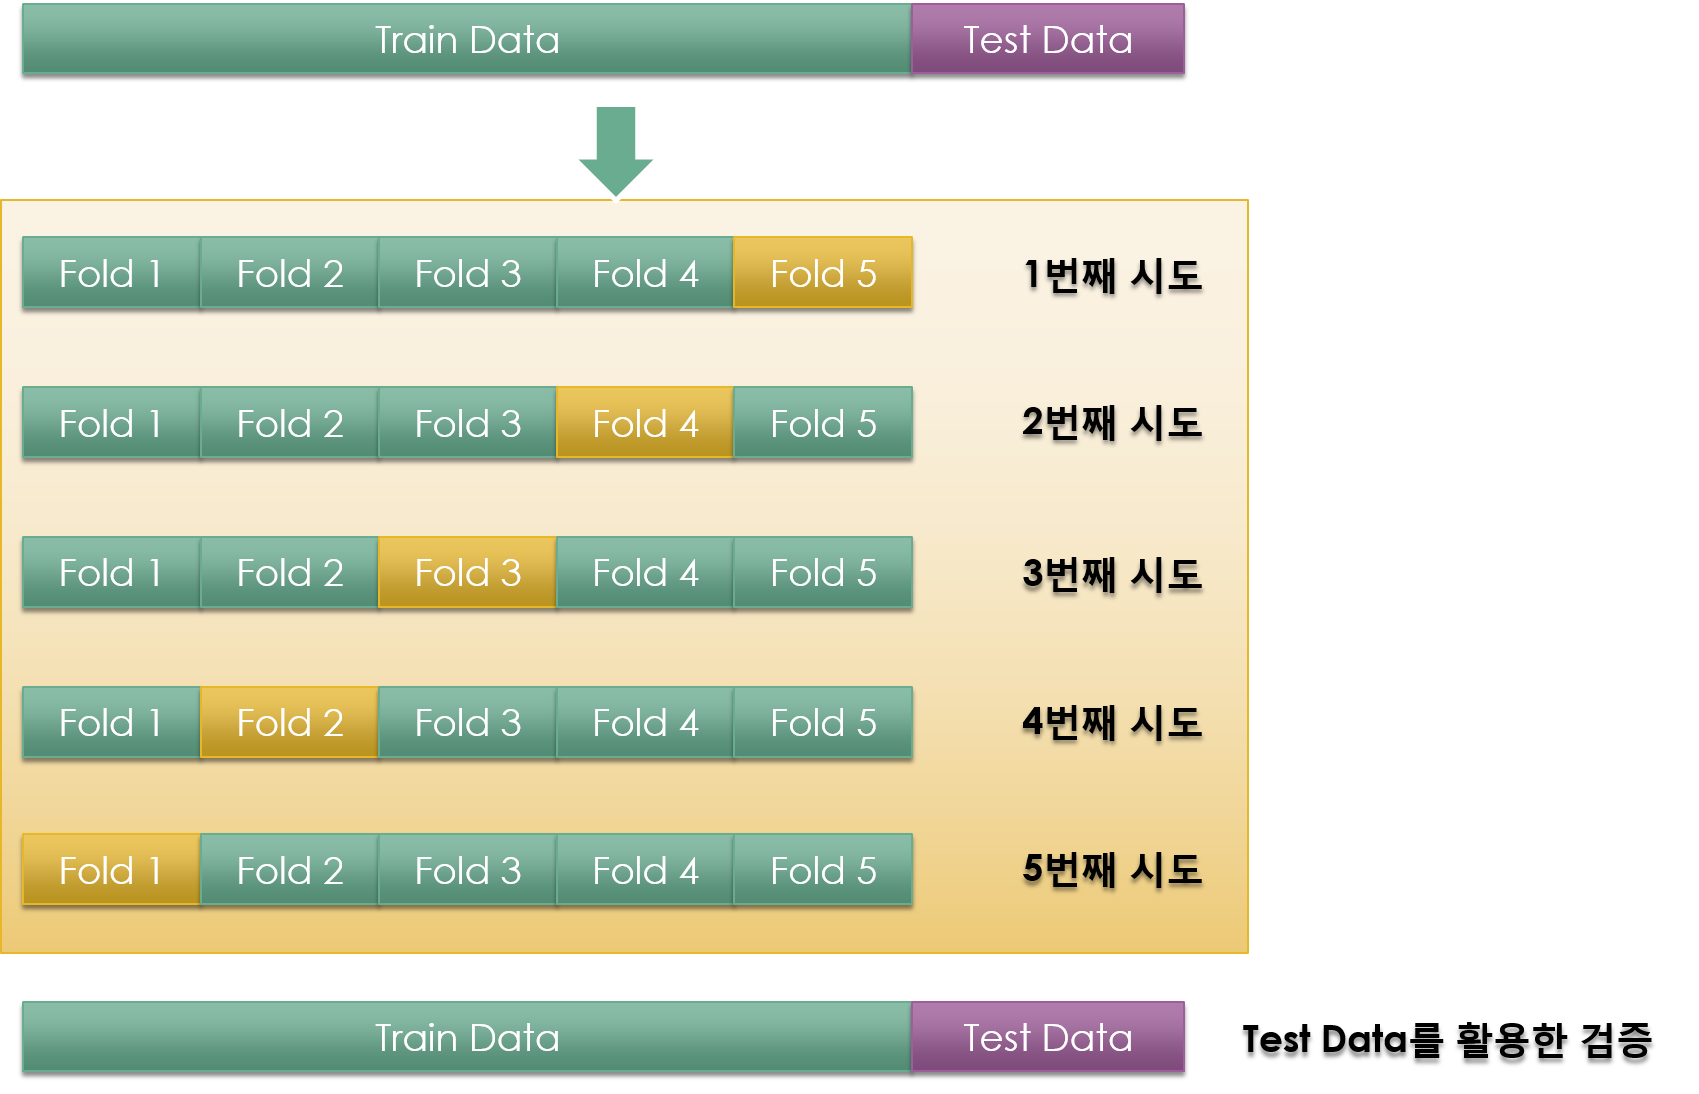 Train Data Test Data
Fold 1 Fold 2 Fold 3 Fold 4 Fold 5 1번째 시도
Fold 1 Fold 2 Fold 3 Fold 4 Fold 5 2번째 시도
Fold 1 Fold 2 Fold 3 Fold 4 Fold 5 3번째 시도
Fold 1 Fold 2 Fold 3 Fold 4 Fold 5 4번째 시도
Fold 1 Fold 2 Fold 3 Fold 4 Fold 5 5번째 시도
Train Data Test Data Test Data를 활용한 검증